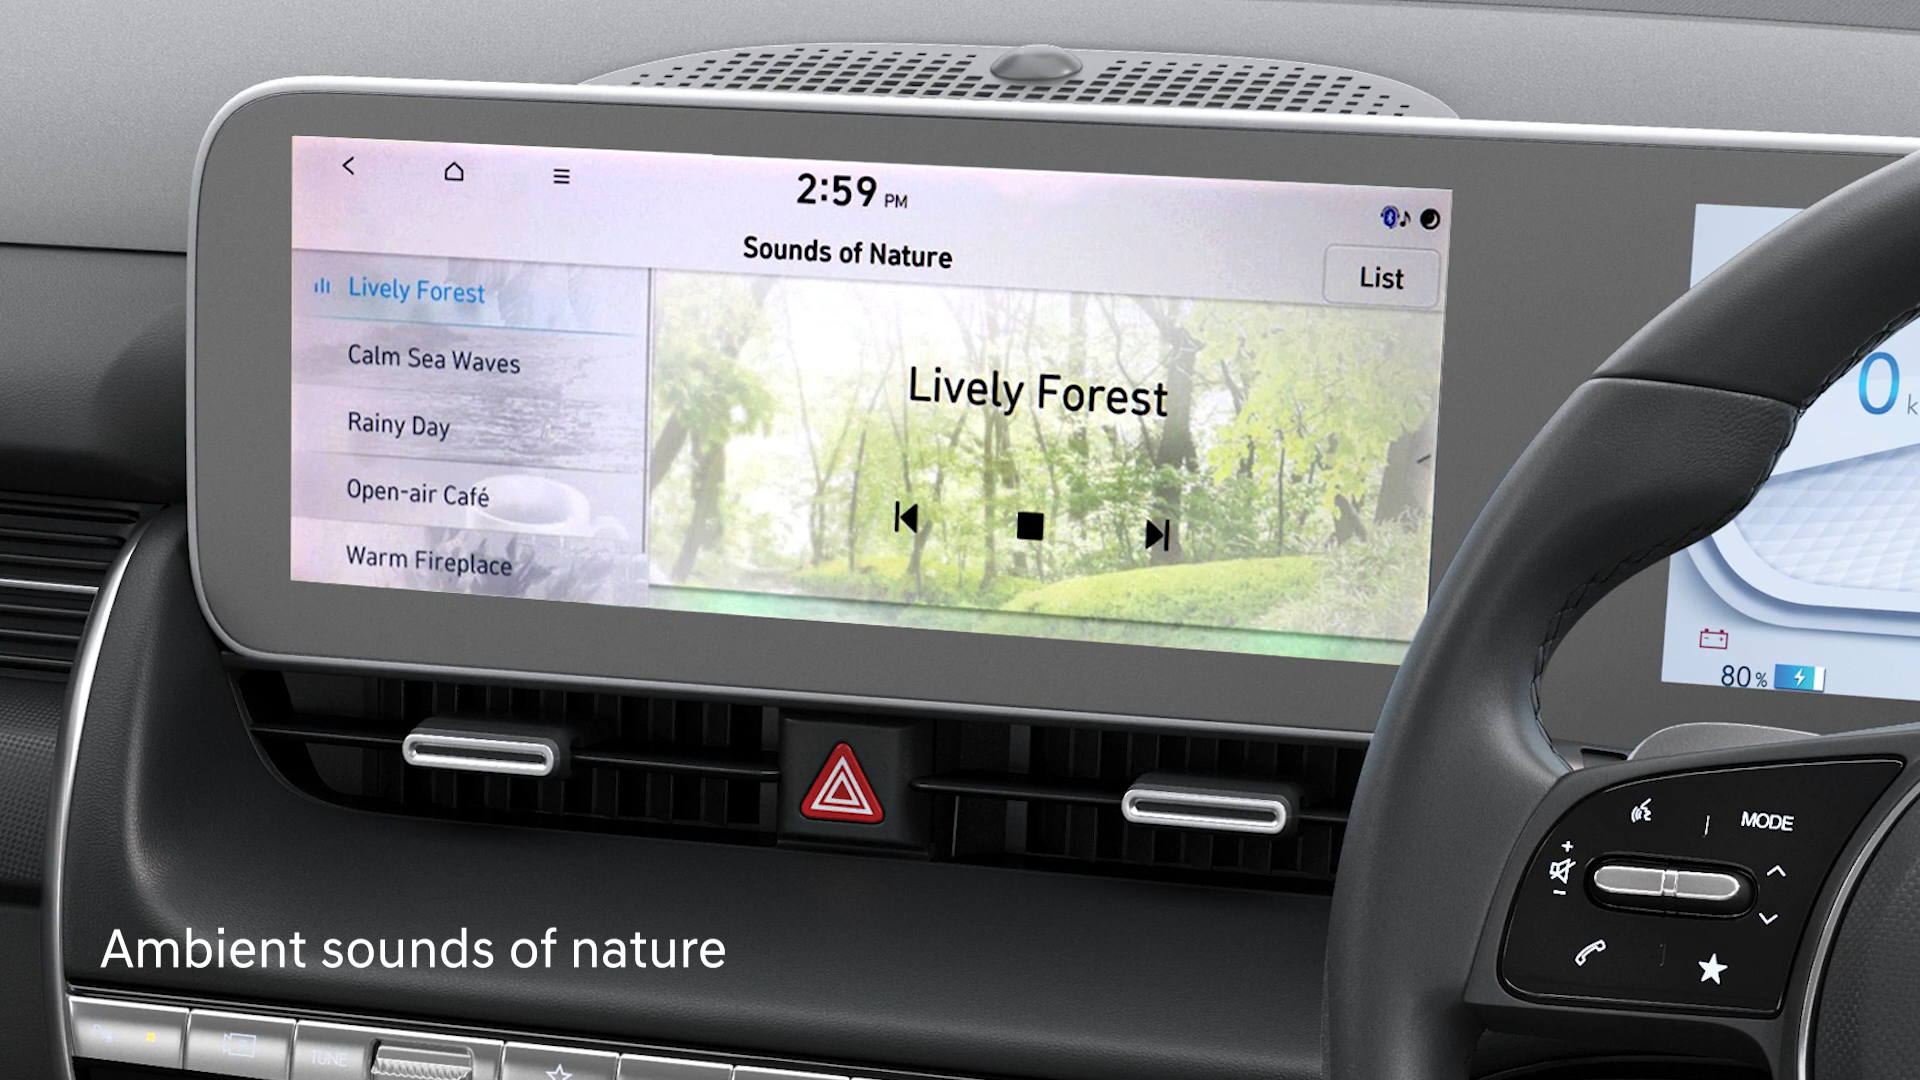 2:59 PM
Sounds of Nature
List
Lively Forest
Calm Sea Waves
Rainy Day
Open-air Café
Warm Fireplace
Lively Forest
0
80%
MODE
Ambient sounds of nature
TUNE